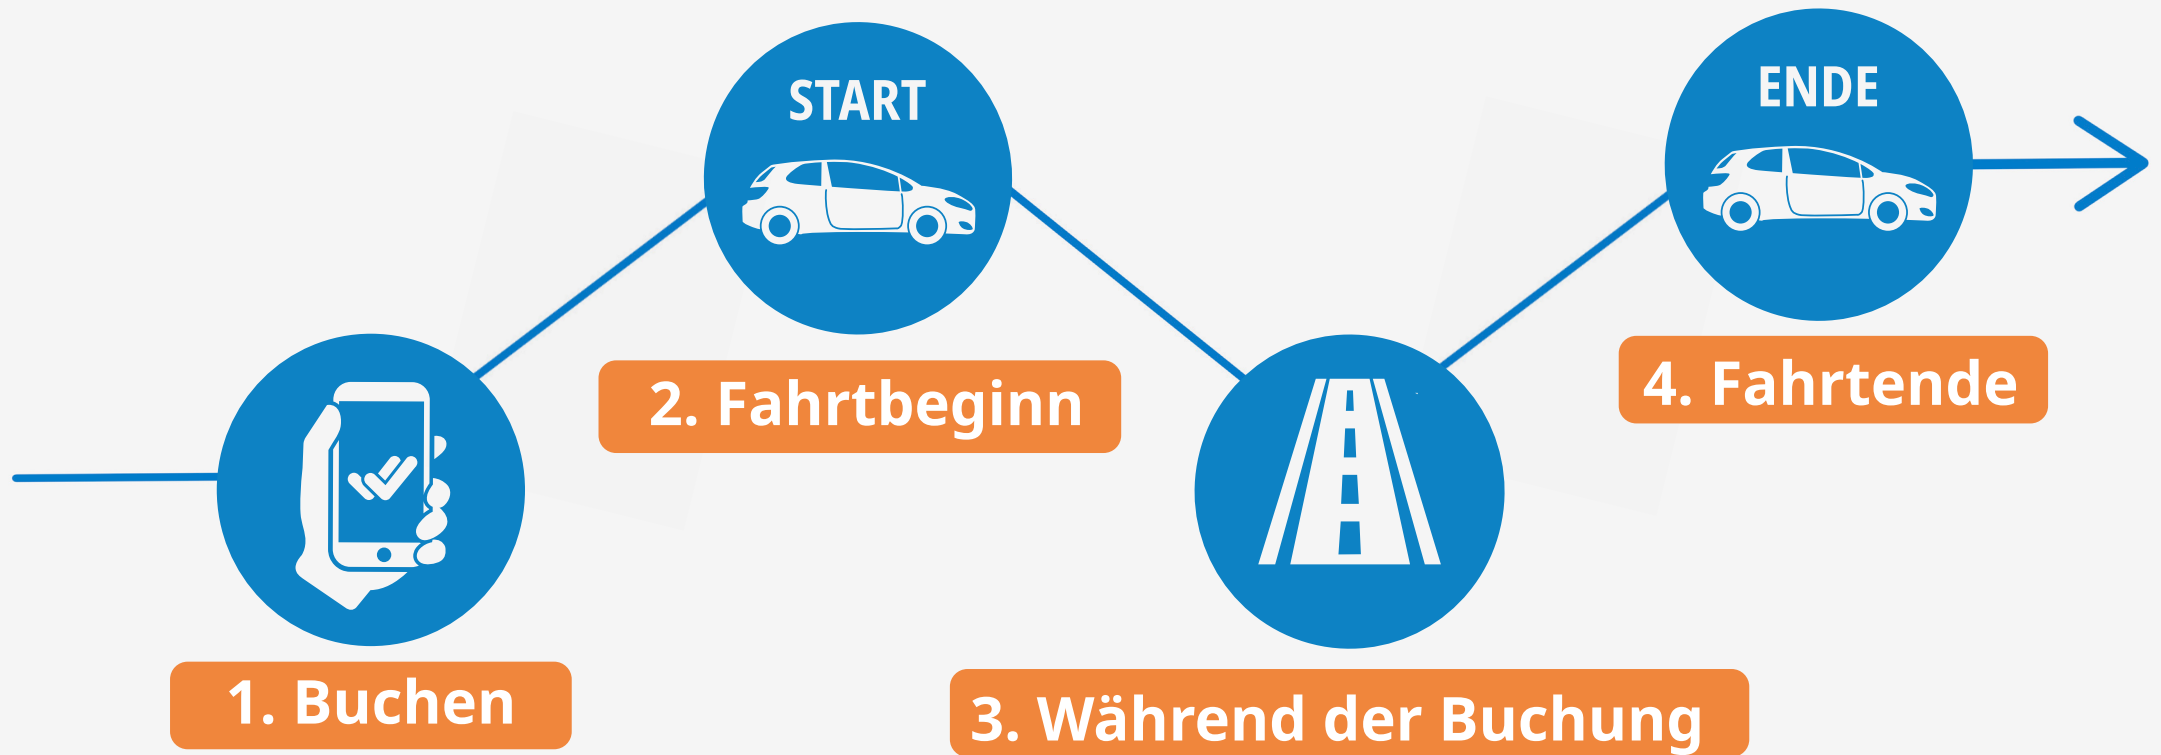 1. Buchen
START
2. Fahrtbeginn
3. Während der Buchung
ENDE
4. Fahrtende